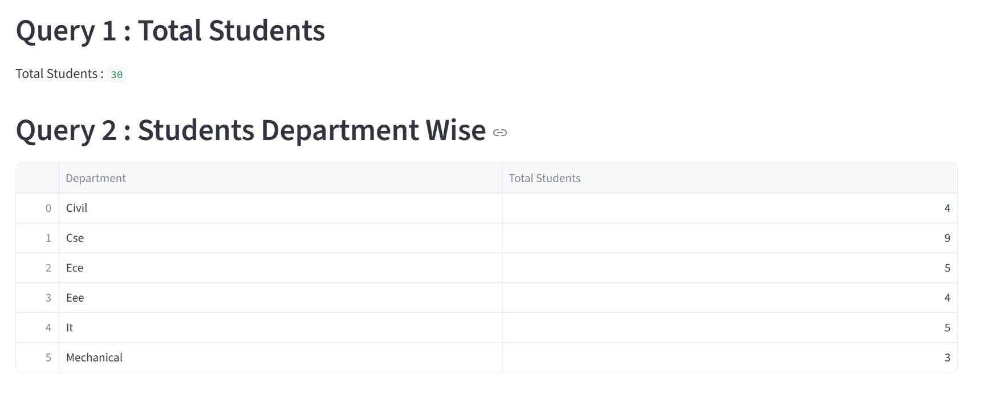 Query 1 : Total Students
Total Students : 30
Query 2 : Students Department Wise
Department Total Students
0 Civil 4
1 Cse 9
2 Ece 5
3 Eee 4
4 It 5
5 Mechanical 3